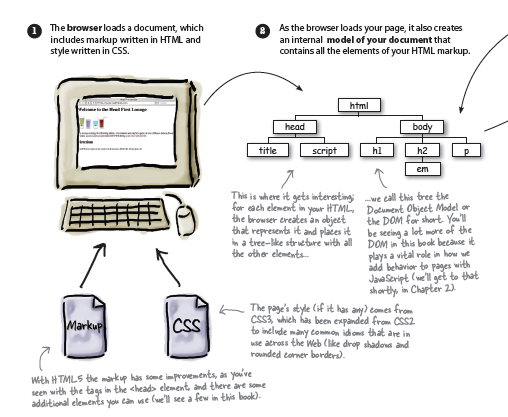 1 The browser loads a document, which
includes markup written in HTML and
style written in CSS.
8 As the browser loads your page, it also creates
an internal model of your document that
contains all the elements of your HTML markup.
Welcome to the Head First Lounge
html
head body
title script h1 h2 p
em
This is where it gets interesting:
for each element in your HTML,
the browser creates an object
that represents it and places it
in a tree-like structure with all
the other elements...
...we call this tree the
Document Object Model or
the DOM for short. You'll
be seeing a lot more of the
DOM in this book because it
plays a vital role in how we
add behavior to pages with
JavaScript (we'll get to that
shortly, in Chapter 2).
Markup
CSS
The page's style (if it has any) comes from
CSS3, which has been expanded from CSS2
to include many common idioms that are in
use across the Web (like drop shadows and
rounded corner borders).
With HTML5 the markup has some improvements, as you've
seen with the tags in the <head> element, and there are some
additional elements you can use (we'll see a few in this book).